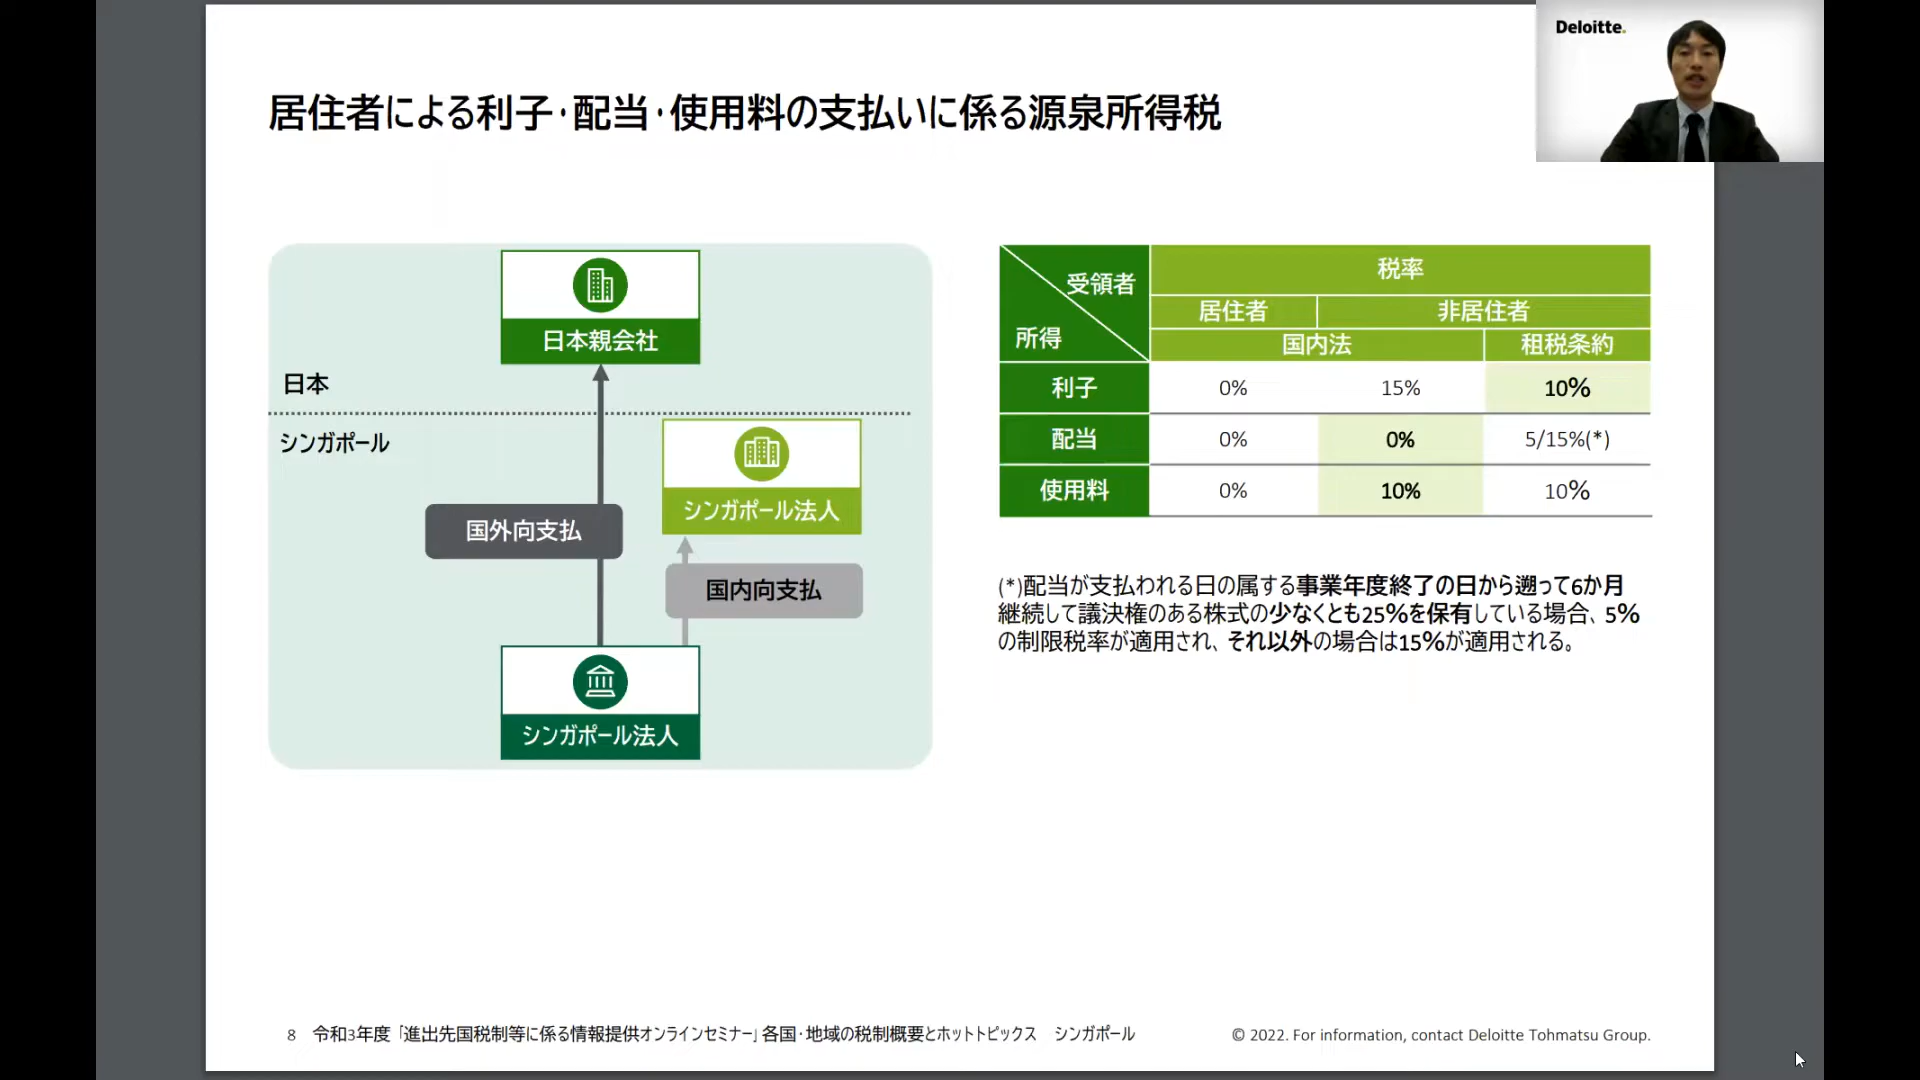 Deloitte.
居住者による利子・配当・使用料の支払いに係る源泉所得税
日本親会社
日本
シンガポール
シンガポール法人
国外向支払
国内向支払
シンガポール法人
受領者
所得
税率
居住者 非居住者
国内法 租税条約
利子 0% 15% 10%
配当 0% 0% 5/15%(*)
使用料 0% 10% 10%
(*)配当が支払われる日の属する事業年度終了の日から遡って6か月
継続して議決権のある株式の少なくとも25%を保有している場合、5%
の制限税率が適用され、それ以外の場合は15%が適用される。
8 令和3年度「進出先国税制等に係る情報提供オンラインセミナー」各国・地域の税制概要とホットトピックス シンガポール
© 2022. For information, contact Deloitte Tohmatsu Group.